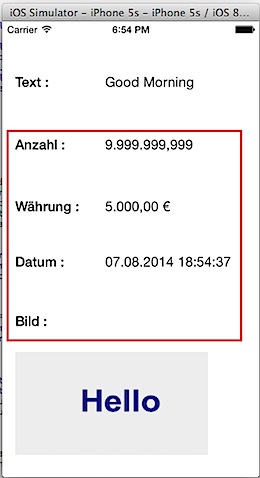 iOS Simulator – iPhone 5s – iPhone 5s / iOS 8...
Carrier 6:54 PM
Text : Good Morning
Anzahl : 9.999.999,999
Währung : 5.000,00 €
Datum : 07.08.2014 18:54:37
Bild :
Hello